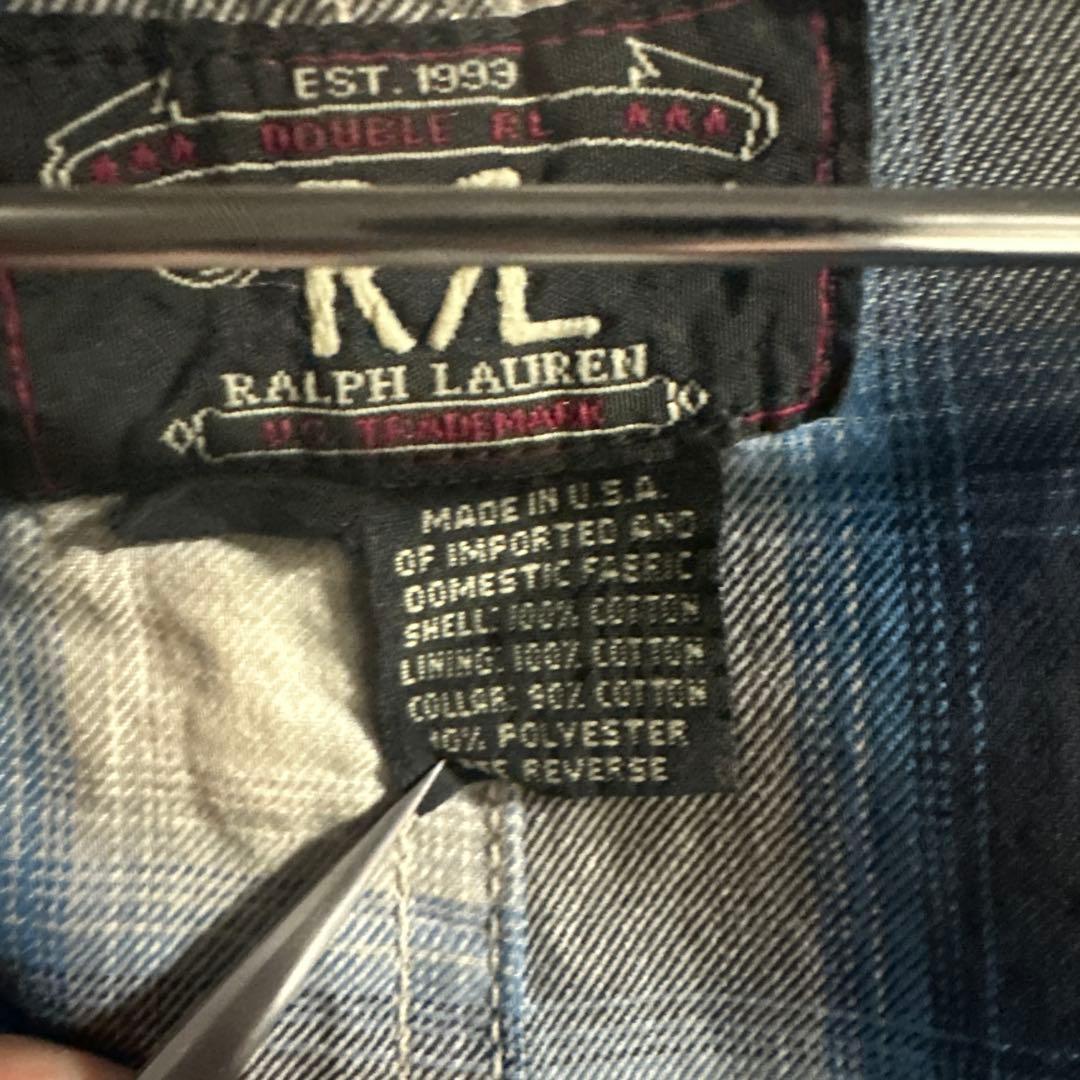 EST. 1993
★★★ DOUBLE RL ★★★
RALPH LAUREN
U.S. TRADEMARK
MADE IN U.S.A.
OF IMPORTED AND
DOMESTIC FABRIC
SHELL: 100% COTTON
LINING: 100% COTTON
COLLAR: 90% COTTON
10% POLYESTER
REVERSE